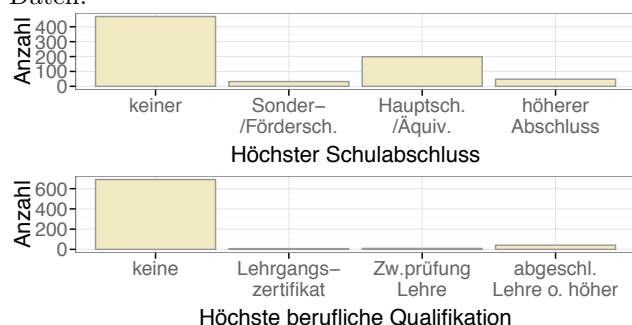 Daten:
Anzahl
400
300
200
100
0
keiner Sonder– Hauptsch. höherer
/Fördersch. /Äquiv. Abschluss
Höchster Schulabschluss
Anzahl
600
400
200
0
keine Lehrgangs– Zw.prüfung abgeschl.
zertifikat Lehre Lehre o. höher
Höchste berufliche Qualifikation